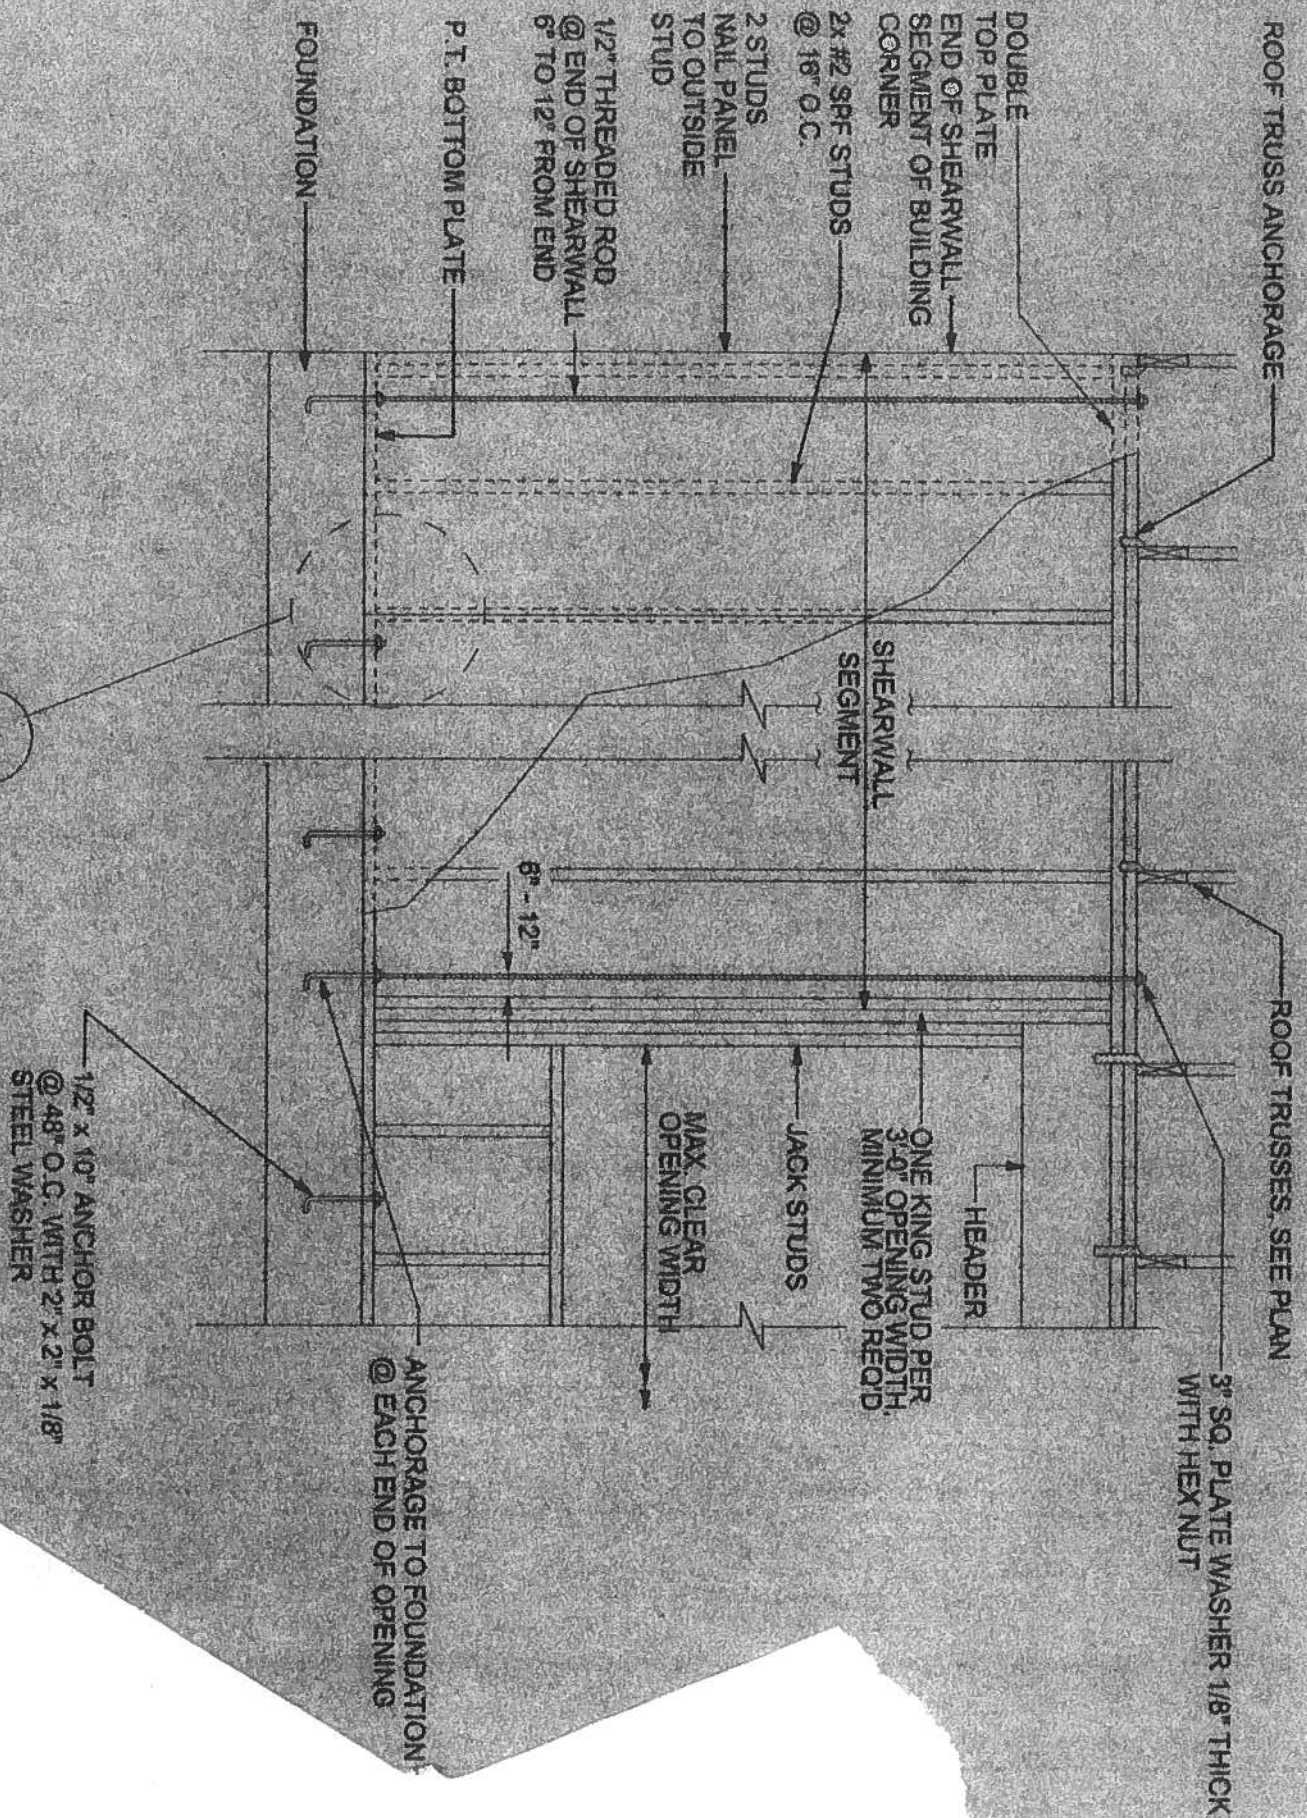 ROOF TRUSS ANCHORAGE
ROOF TRUSSES, SEE PLAN
3" SQ. PLATE WASHER 1/8" THICK
WITH HEX NUT
DOUBLE
TOP PLATE
END OF SHEARWALL
SEGMENT OF BUILDING
CORNER
2x #2 SPF STUDS
@ 16" O.C.
2 STUDS
NAIL PANEL
TO OUTSIDE
STUD
1/2" THREADED ROD
@ END OF SHEARWALL
6" TO 12" FROM END
P.T. BOTTOM PLATE
FOUNDATION
SHEARWALL
SEGMENT
6" - 12"
HEADER
ONE KING STUD PER
3'-0" OPENING WIDTH,
MINIMUM TWO REQ'D
JACK STUDS
MAX. CLEAR
OPENING WIDTH
ANCHORAGE TO FOUNDATION
@ EACH END OF OPENING
1/2" x 10" ANCHOR BOLT
@ 48" O.C. WITH 2" x 2" x 1/8"
STEEL WASHER